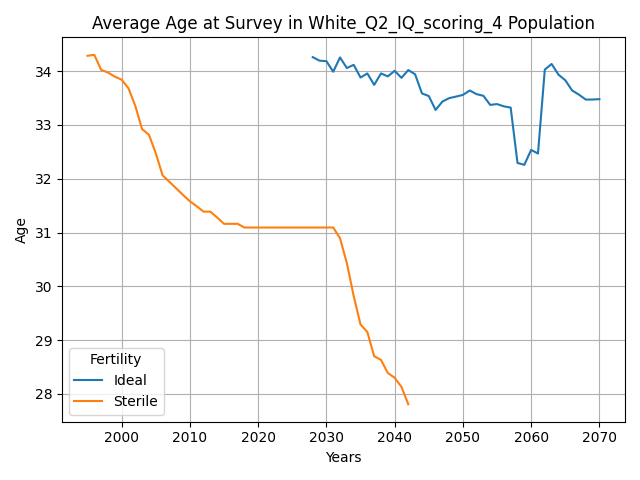 Average Age at Survey in White_Q2_IQ_scoring_4 Population
Age
34
33
32
31
30
29
28
Fertility
Ideal
Sterile
2000 2010 2020 2030 2040 2050 2060 2070
Years